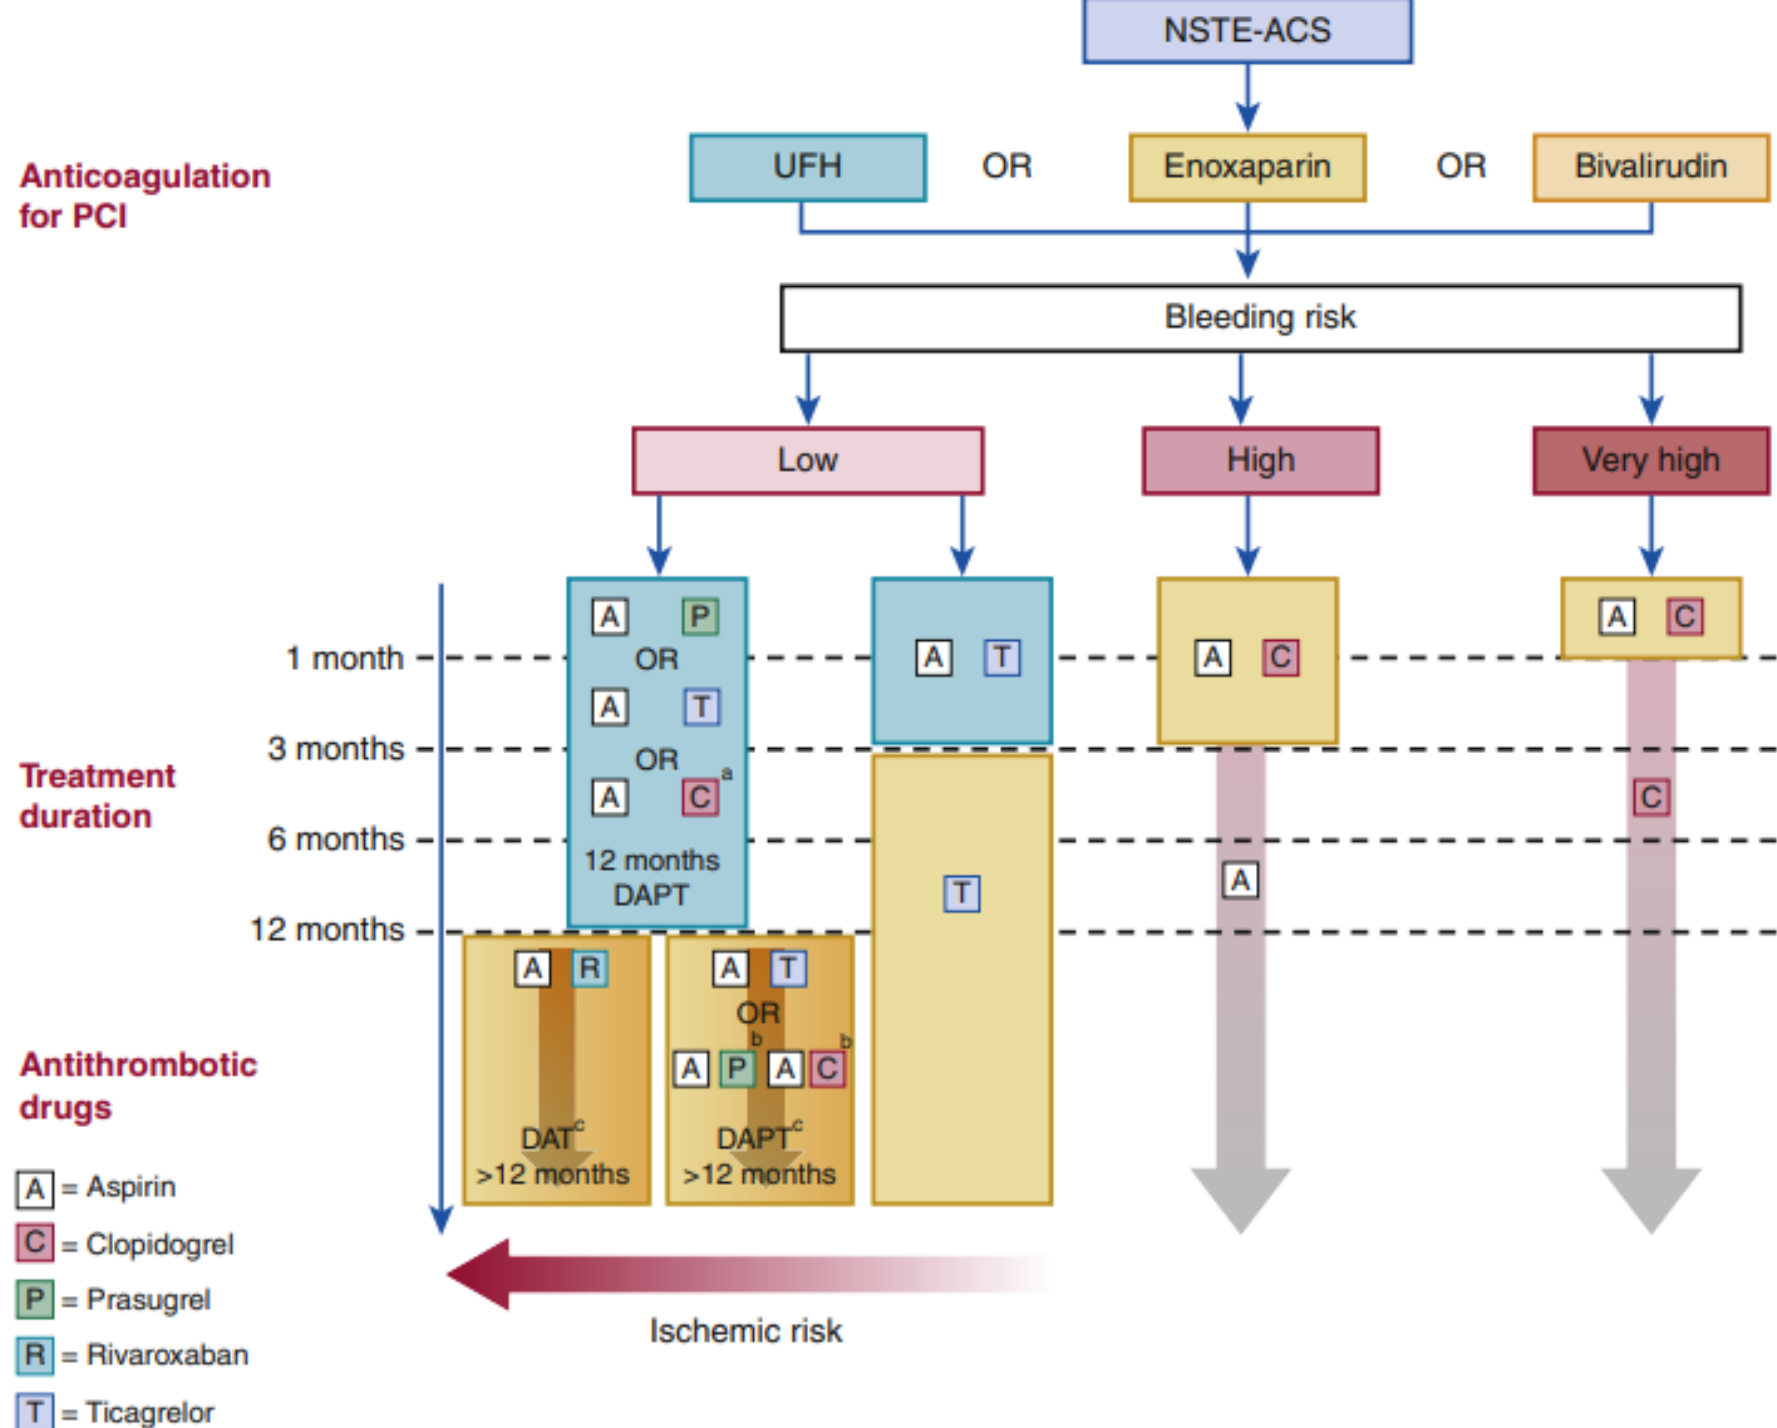 NSTE-ACS
Anticoagulation
for PCI
UFH OR Enoxaparin OR Bivalirudin
Bleeding risk
Low High Very high
A P
OR
A T
OR
A C a
12 months
DAPT
A T
A C
A C
1 month
3 months
6 months
12 months
Treatment
duration
T
A
C
A R
DAT c
>12 months
A T
OR
A P b A C b
DAPT c
>12 months
Ischemic risk
Antithrombotic
drugs
A = Aspirin
C = Clopidogrel
P = Prasugrel
R = Rivaroxaban
T = Ticagrelor